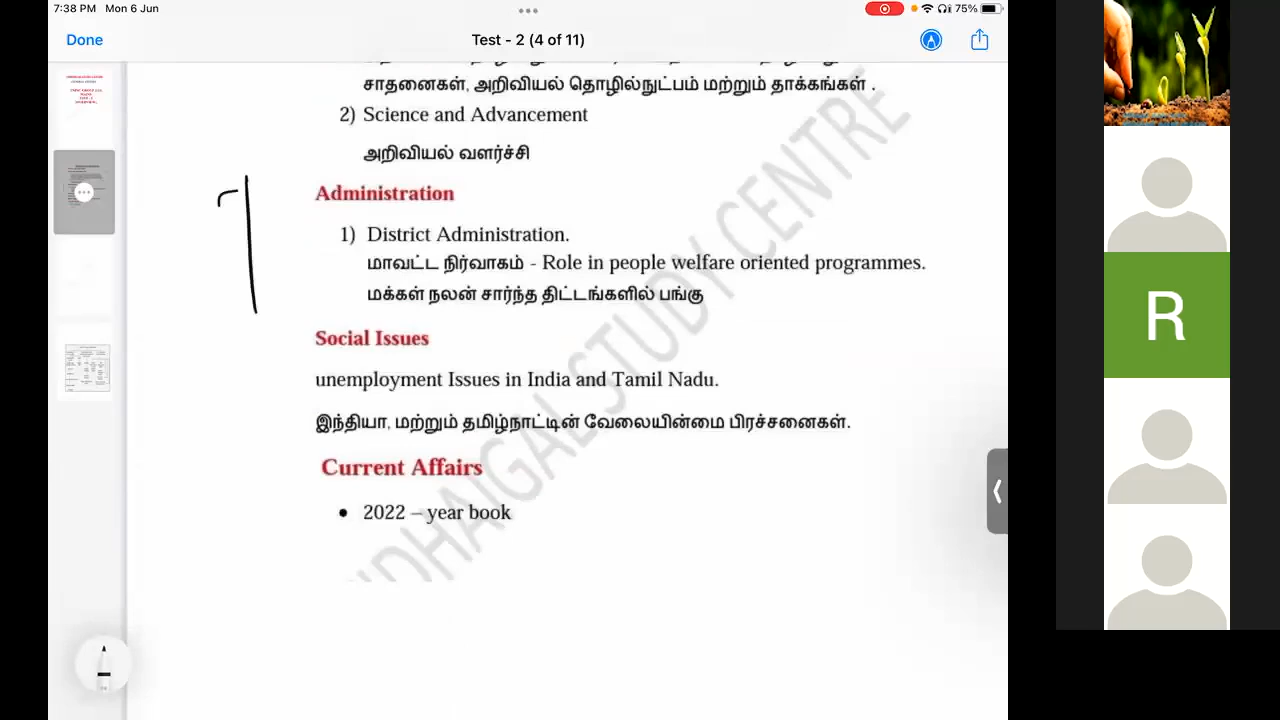 7:38 PM Mon 6 Jun
75%
Done
Test - 2 (4 of 11)
சாதனைகள், அறிவியல் தொழில்நுட்பம் மற்றும் தாக்கங்கள் .
2) Science and Advancement
அறிவியல் வளர்ச்சி
Administration
1) District Administration.
மாவட்ட நிர்வாகம் - Role in people welfare oriented programmes.
மக்கள் நலன் சார்ந்த திட்டங்களில் பங்கு
Social Issues
unemployment Issues in India and Tamil Nadu.
இந்தியா, மற்றும் தமிழ்நாட்டின் வேலையின்மை பிரச்சனைகள்.
Current Affairs
• 2022 – year book
NDHAIGAL STUDY CENTRE
R